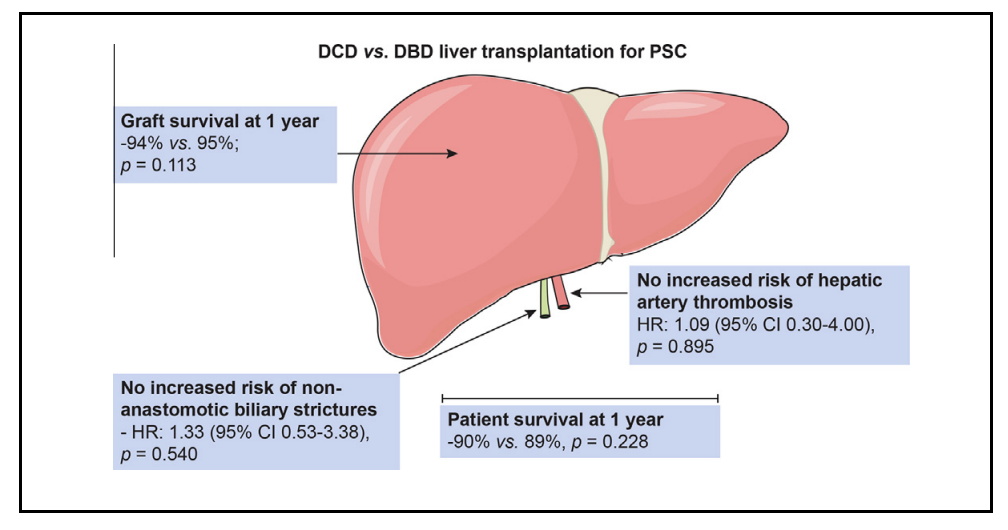 DCD vs. DBD liver transplantation for PSC
Graft survival at 1 year
-94% vs. 95%;
p = 0.113
No increased risk of hepatic
artery thrombosis
HR: 1.09 (95% CI 0.30-4.00),
p = 0.895
No increased risk of non-
anastomotic biliary strictures
- HR: 1.33 (95% CI 0.53-3.38),
p = 0.540
Patient survival at 1 year
-90% vs. 89%, p = 0.228